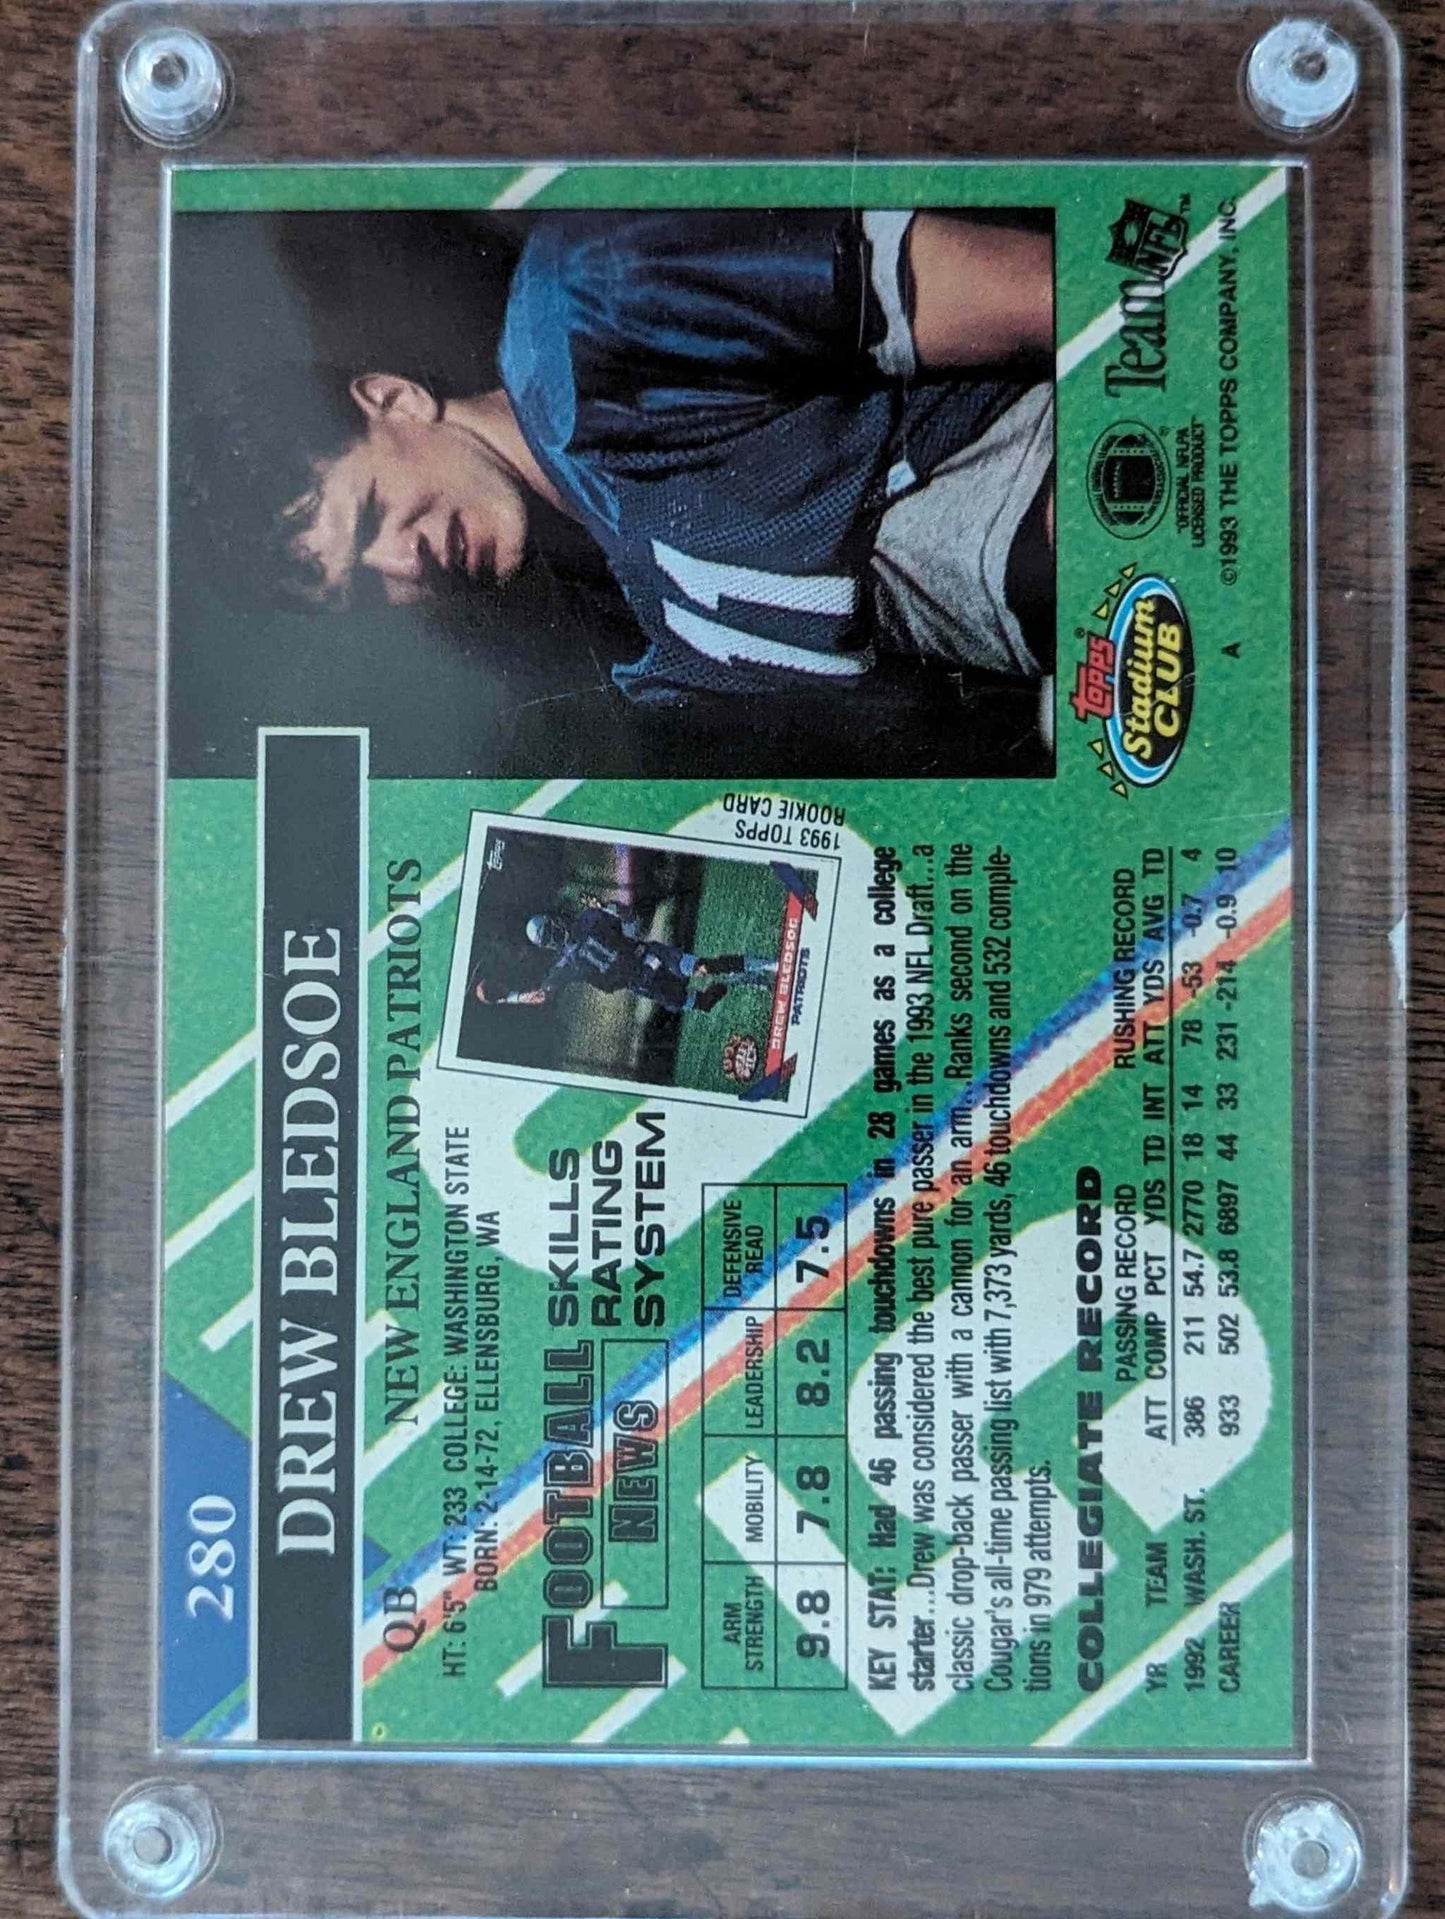 280
DREW BLEDSOE
QB NEW ENGLAND PATRIOTS
HT: 6'5" WT: 233 COLLEGE: WASHINGTON STATE
BORN: 2-14-72, ELLENSBURG, WA
FOOTBALL
NEWS
SKILLS
RATING
SYSTEM
TOPPS
DREW BLEDSOE
PATRIOTS
1993 TOPPS
ROOKIE CARD
ARM STRENGTH MOBILITY LEADERSHIP DEFENSIVE READ
9.8 7.8 8.2 7.5
KEY STAT: Had 46 passing touchdowns in 28 games as a college
starter...Drew was considered the best pure passer in the 1993 NFL Draft...a
classic drop-back passer with a cannon for an arm. Ranks second on the
Cougar's all-time passing list with 7,373 yards, 46 touchdowns and 532 comple-
tions in 979 attempts.
COLLEGIATE RECORD
PASSING RECORD RUSHING RECORD
YR TEAM ATT COMP PCT YDS TD INT ATT YDS AVG TD
1992 WASH. ST. 386 211 54.7 2770 18 14 78 -53 -0.7 4
CAREER 933 502 53.8 6897 44 33 231 -214 -0.9 10
11
TOPPS
Stadium
CLUB
"OFFICIAL NFLPA
LICENSED PRODUCT"
Team NFL™
A ©1993 THE TOPPS COMPANY, INC.